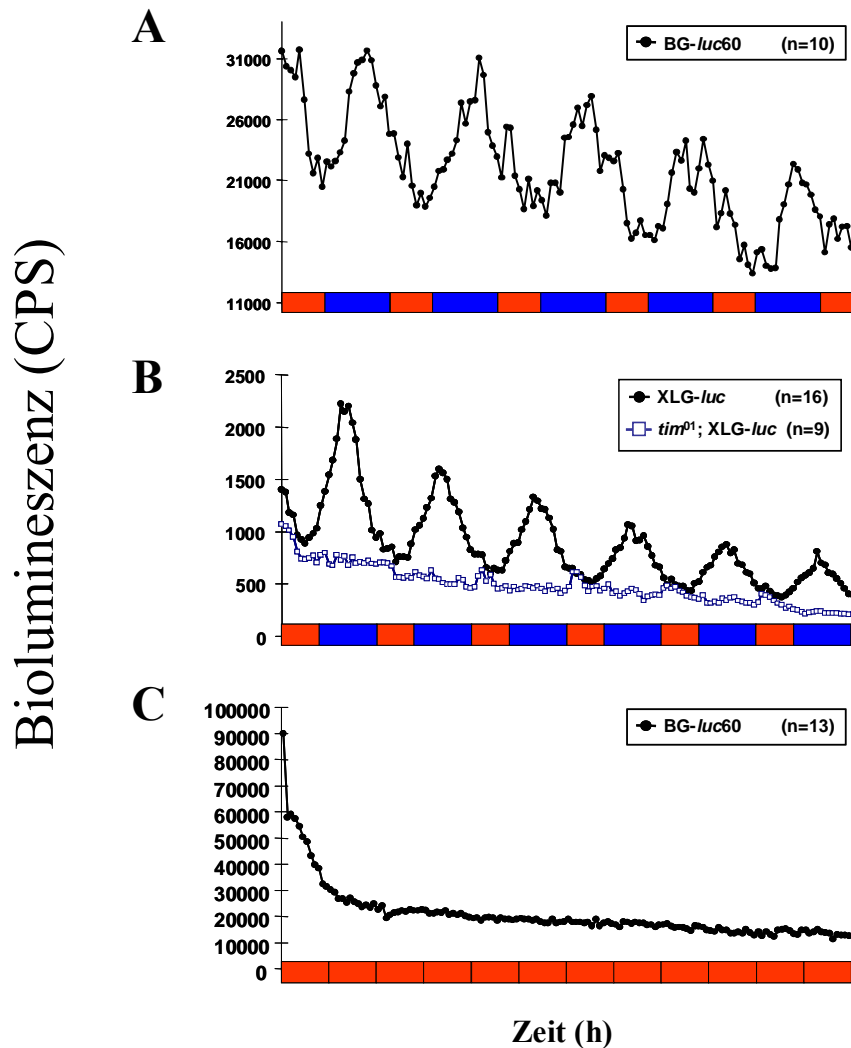 Biolumineszenz (CPS)
A
BG-luc60 (n=10)
31000
26000
21000
16000
11000
B
XLG-luc (n=16)
tim⁰¹; XLG-luc (n=9)
2500
2000
1500
1000
500
0
C
BG-luc60 (n=13)
100000
90000
80000
70000
60000
50000
40000
30000
20000
10000
0
Zeit (h)